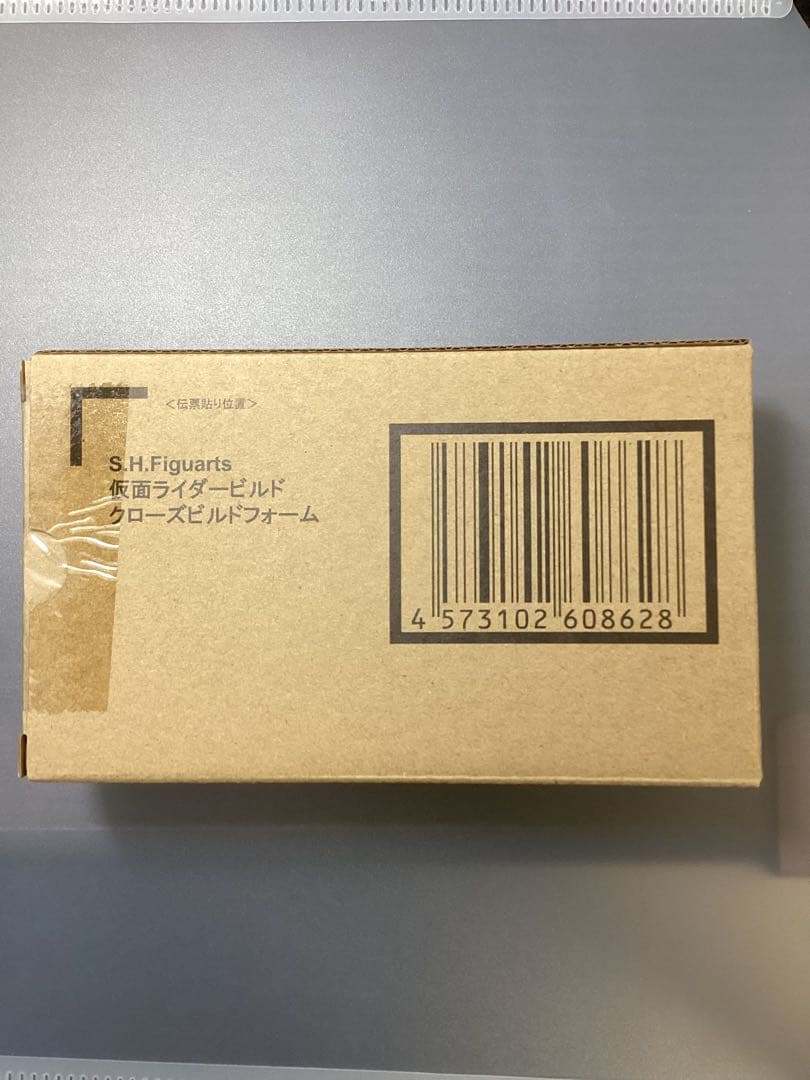 <伝票貼り位置>
S.H.Figuarts
仮面ライダービルド
クローズビルドフォーム
4 573102 608628